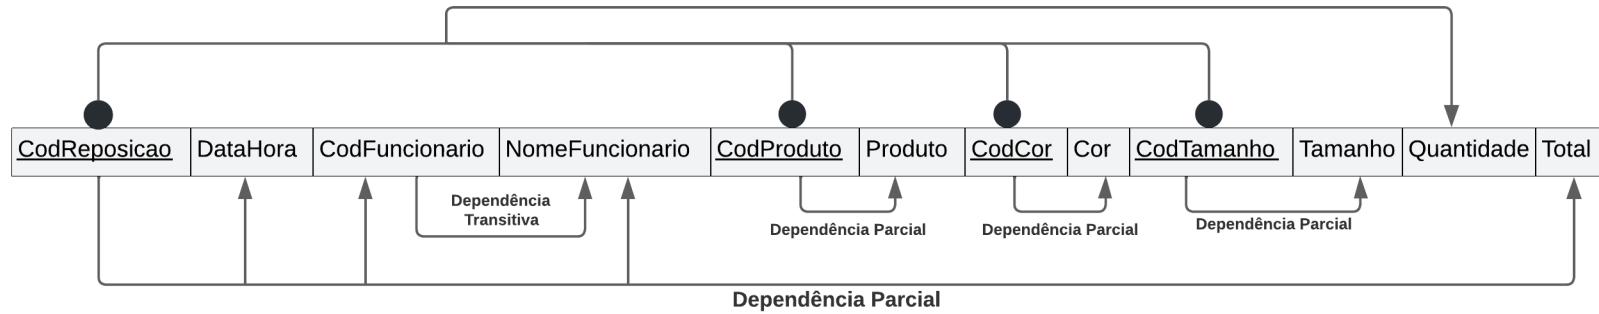 CodReposicao DataHora CodFuncionario NomeFuncionario CodProduto Produto CodCor Cor CodTamanho Tamanho Quantidade Total
Dependência
Transitiva
Dependência Parcial
Dependência Parcial
Dependência Parcial
Dependência Parcial